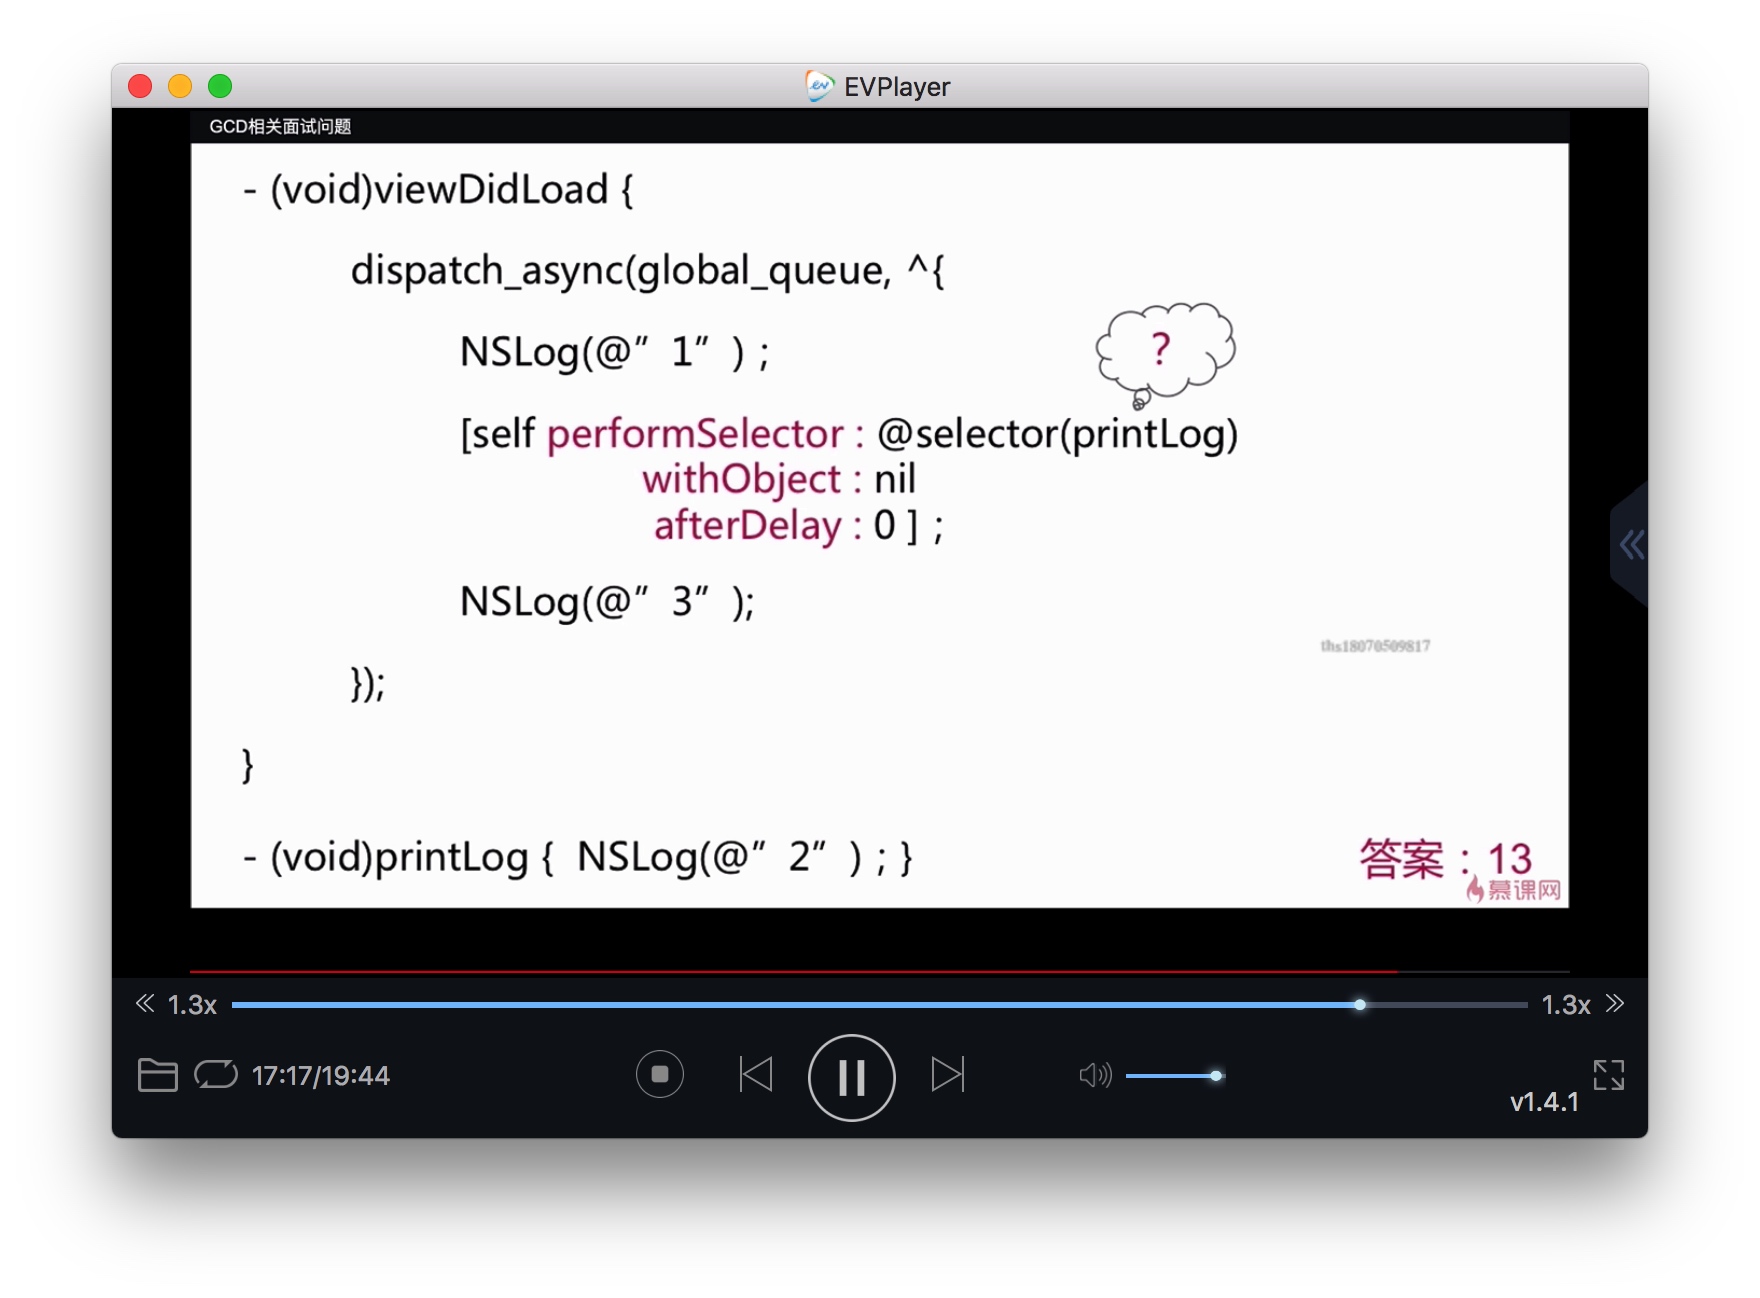 EVPlayer
GCD相关面试问题
- (void)viewDidLoad {
dispatch_async(global_queue, ^{
NSLog(@” 1” ) ;
?
[self performSelector : @selector(printLog)
withObject : nil
afterDelay : 0 ] ;
NSLog(@” 3” );
ths18070509817
});
}
- (void)printLog { NSLog(@” 2” ) ; }
答案：13
慕课网
1.3x
1.3x
17:17/19:44
v1.4.1